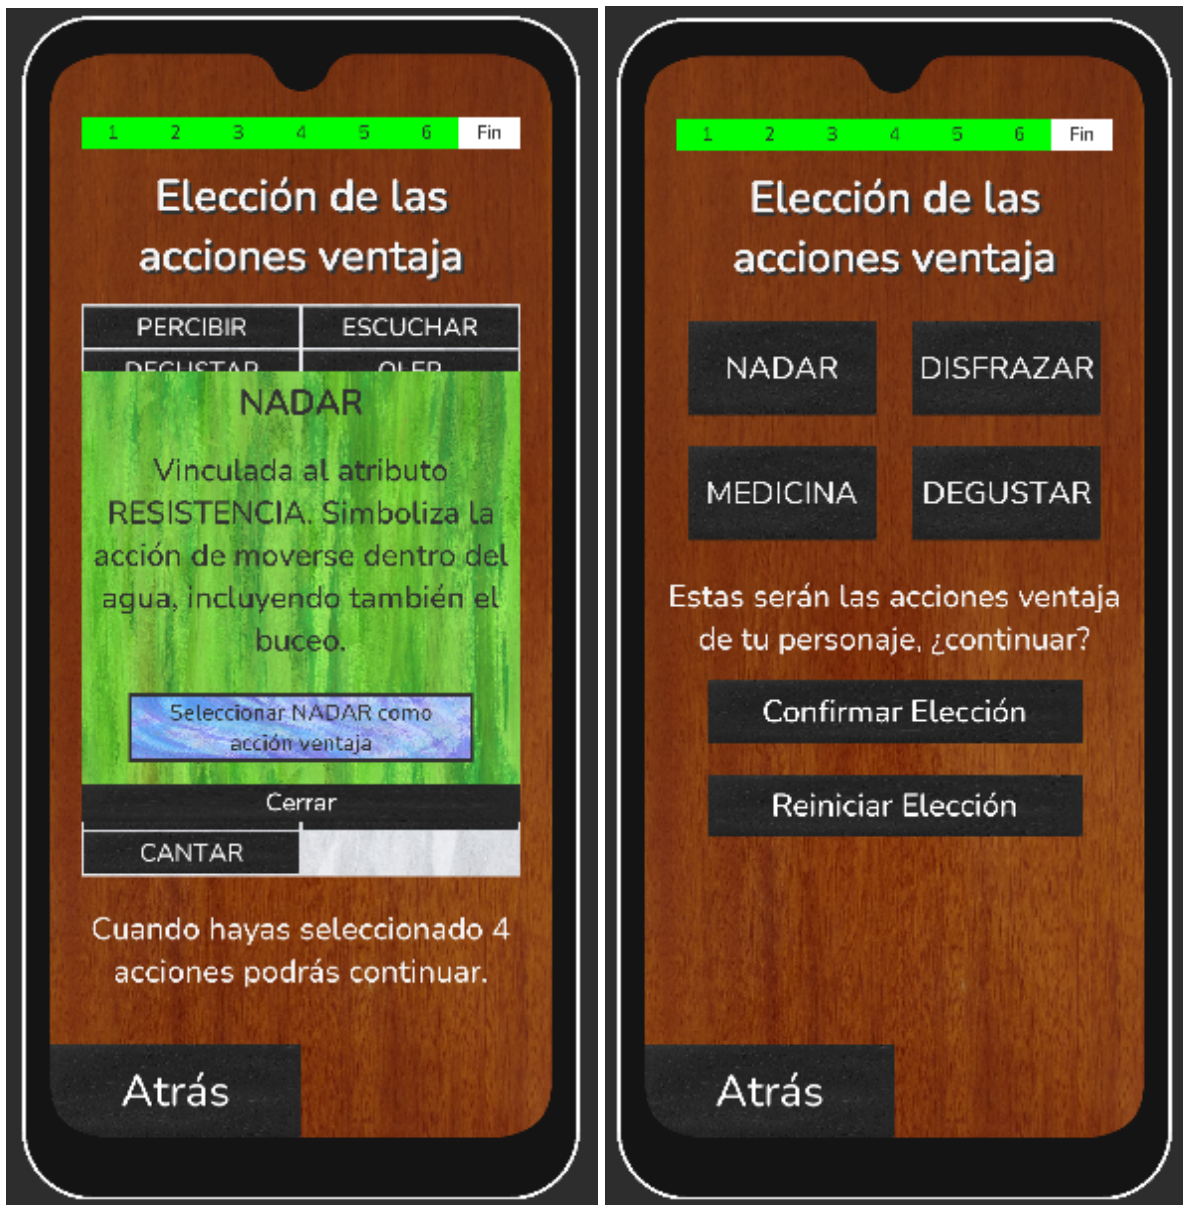 1 2 3 4 5 6 Fin
Elección de las
acciones ventaja
PERCIBIR ESCUCHAR
DEGUSTAR OLER
NADAR
Vinculada al atributo
RESISTENCIA. Simboliza la
acción de moverse dentro del
agua, incluyendo también el
buceo.
Seleccionar NADAR como
acción ventaja
Cerrar
CANTAR
Cuando hayas seleccionado 4
acciones podrás continuar.
Atrás
1 2 3 4 5 6 Fin
Elección de las
acciones ventaja
NADAR DISFRAZAR
MEDICINA DEGUSTAR
Estas serán las acciones ventaja
de tu personaje, ¿continuar?
Confirmar Elección
Reiniciar Elección
Atrás